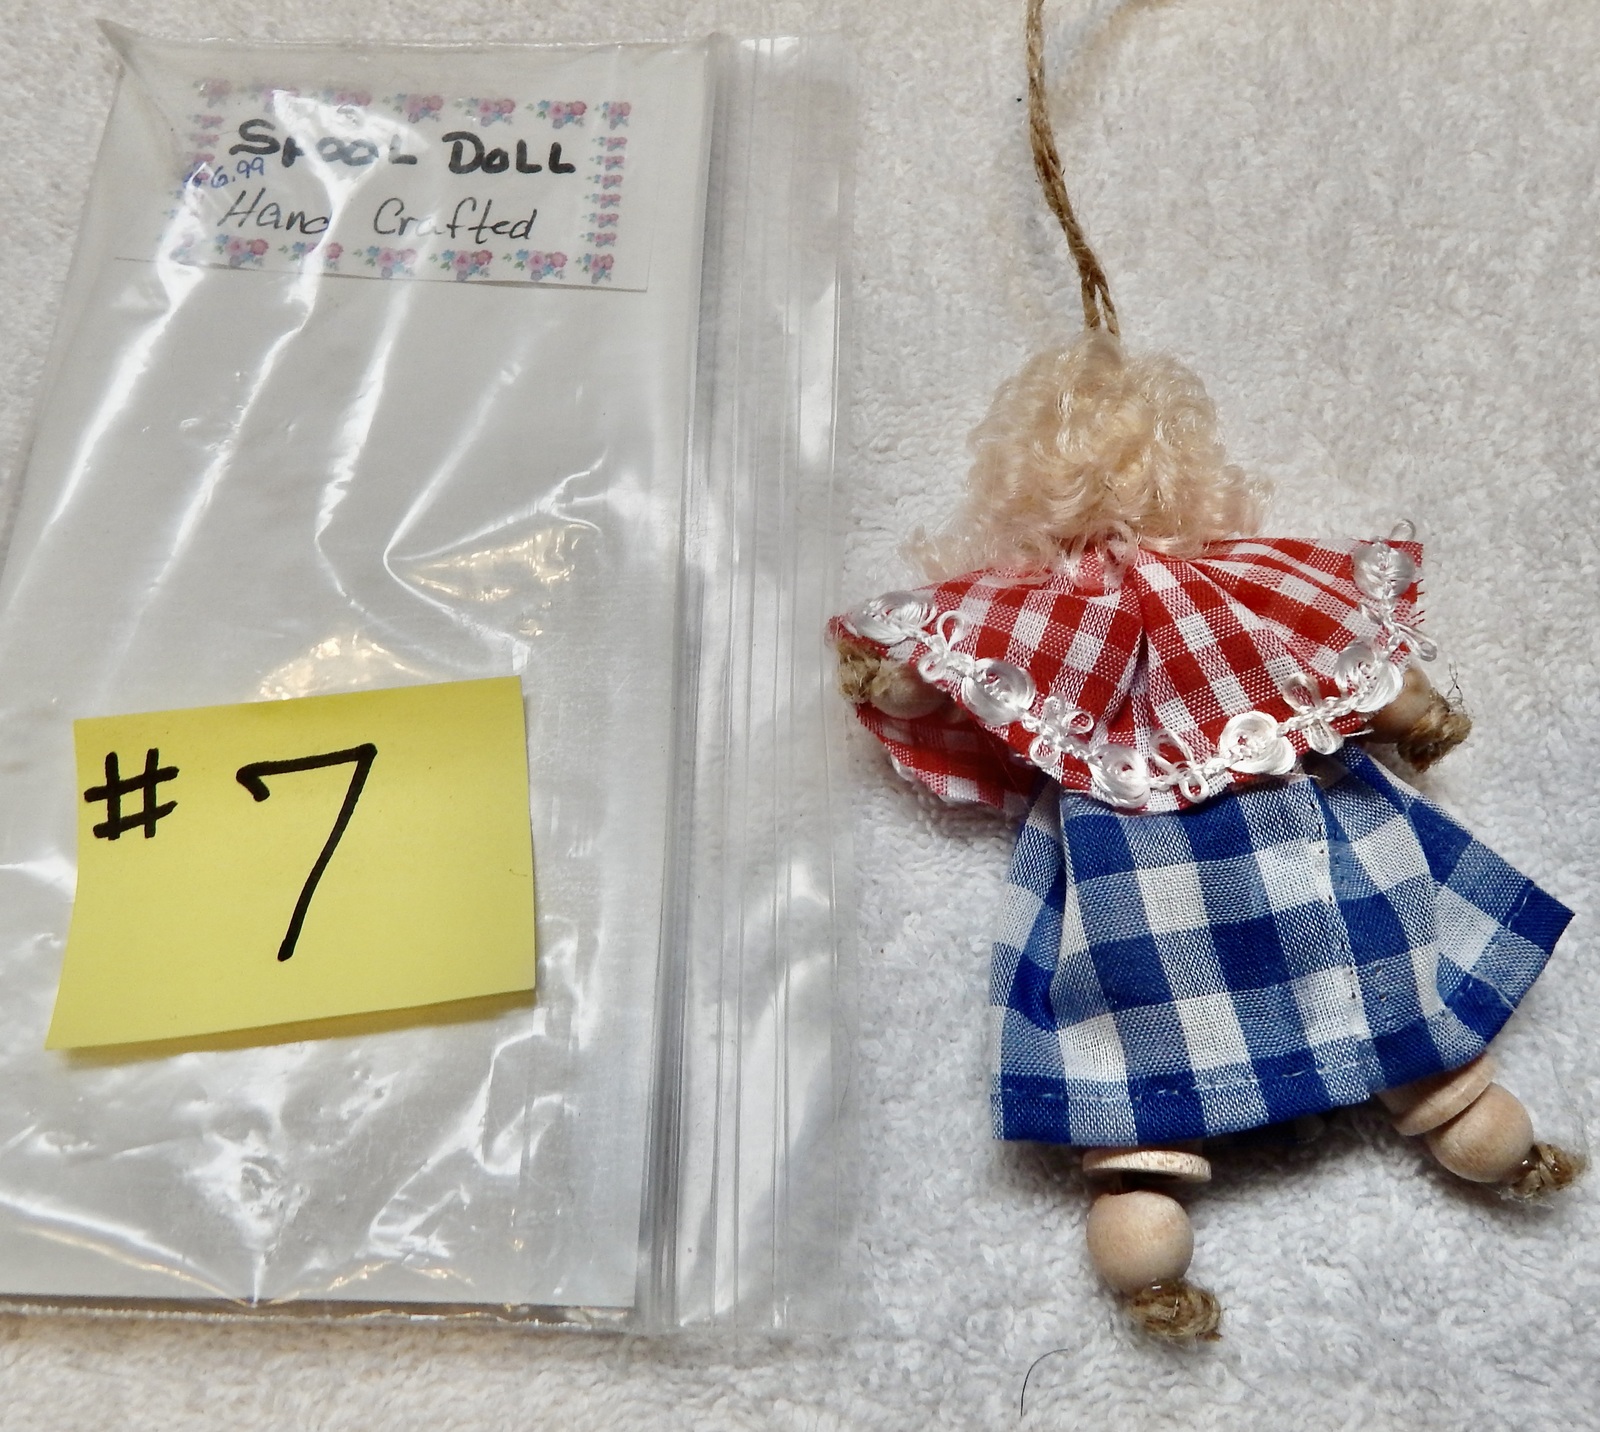 SPOOL DOLL
$6.99
Hand Crafted
# 7